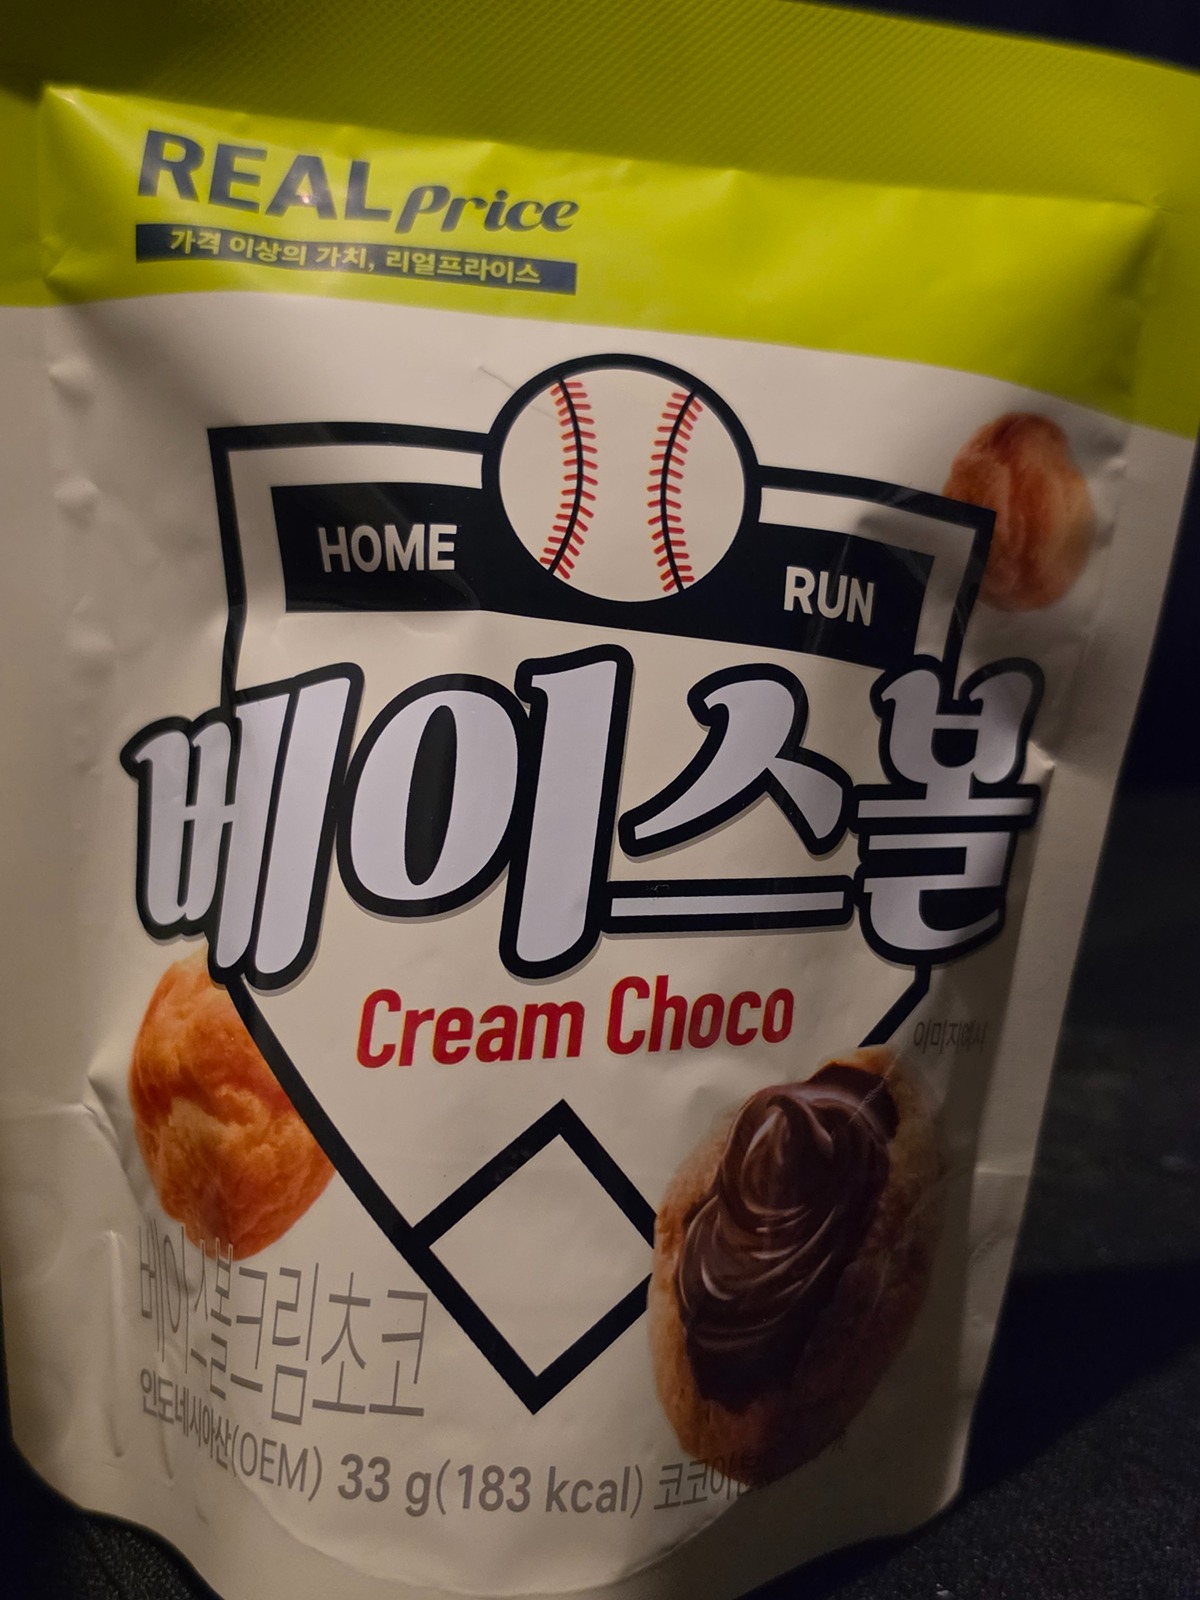 REAL Price
가격 이상의 가치, 리얼프라이스
HOME RUN
베이스볼
Cream Choco
이미지예시
베이스볼크림초코
인도네시아산(OEM) 33 g(183 kcal)